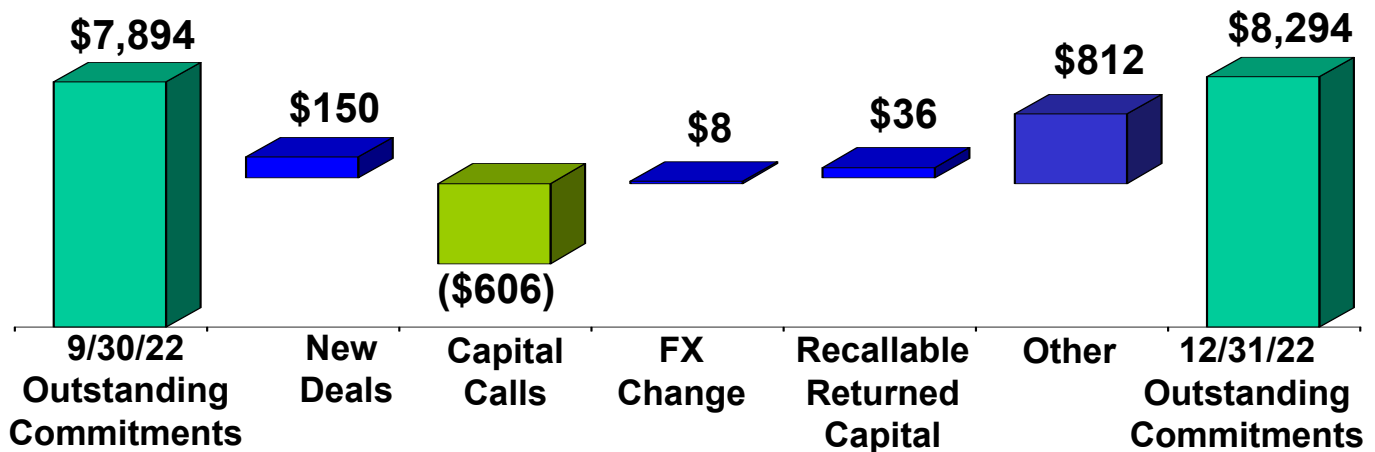 $7,894
$150
($606)
$8
$36
$812
$8,294
9/30/22
Outstanding
Commitments
New
Deals
Capital
Calls
FX
Change
Recallable
Returned
Capital
Other
12/31/22
Outstanding
Commitments